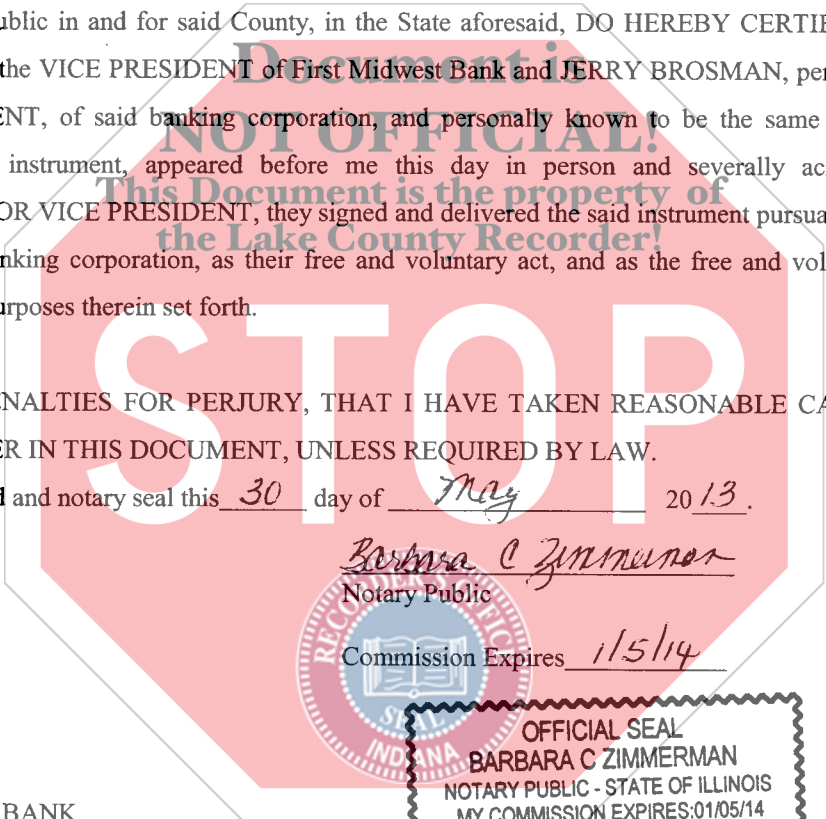 ublic in and for said County, in the State aforesaid, DO HEREBY CERTIF
Document is
the VICE PRESIDENT of First Midwest Bank and JERRY BROSMAN, per
ENT, of said banking corporation, and personally known to be the same
NOT OFFICIAL!
instrument, appeared before me this day in person and severally ac
This Document is the property of
OR VICE PRESIDENT, they signed and delivered the said instrument pursua
the Lake County Recorder!
nking corporation, as their free and voluntary act, and as the free and vol
urposes therein set forth.
STOP
ENALTIES FOR PERJURY, THAT I HAVE TAKEN REASONABLE CA
ER IN THIS DOCUMENT, UNLESS REQUIRED BY LAW.
d and notary seal this 30 day of May 2013.
Barbara C Zimmerman
Notary Public
RECORDER'S OFFICE
Commission Expires 1/5/14
SEAL
INDIANA
OFFICIAL SEAL
BARBARA C ZIMMERMAN
NOTARY PUBLIC - STATE OF ILLINOIS
MY COMMISSION EXPIRES:01/05/14
BANK